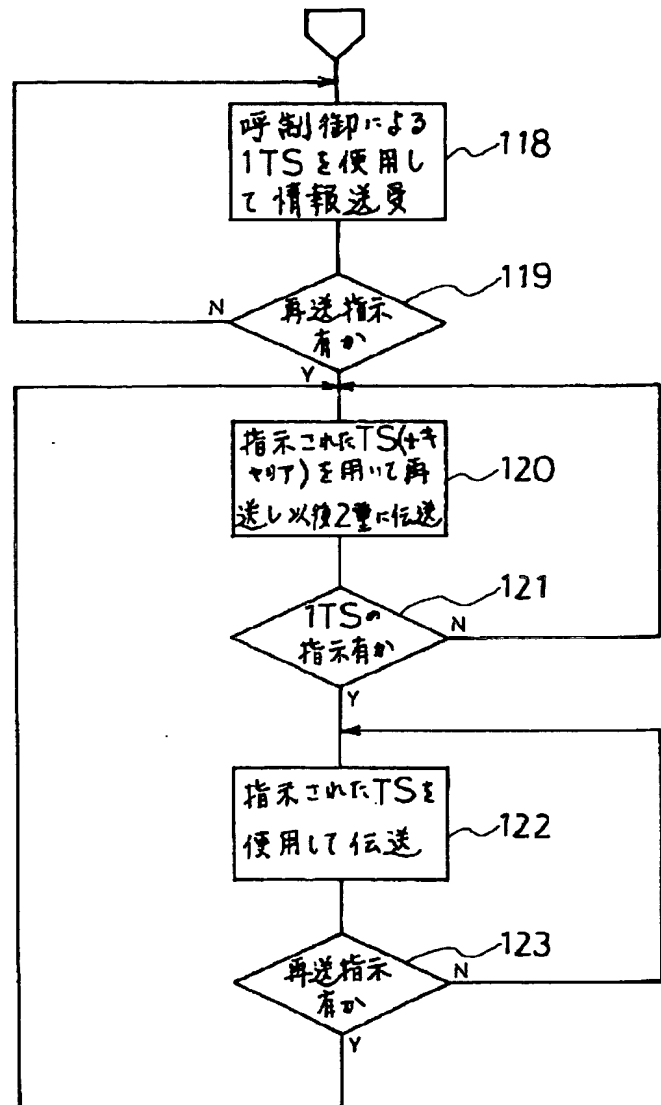 呼制御による
1TSを使用し
て情報送受
118
119
再送指示
有か
N
Y
指示されたTS(+キ
ャリア)を用いて再
送し以後2重に伝送
120
121
1TSの
指示有か
N
Y
指示されたTSを
使用して伝送
122
123
再送指示
有か
N
Y